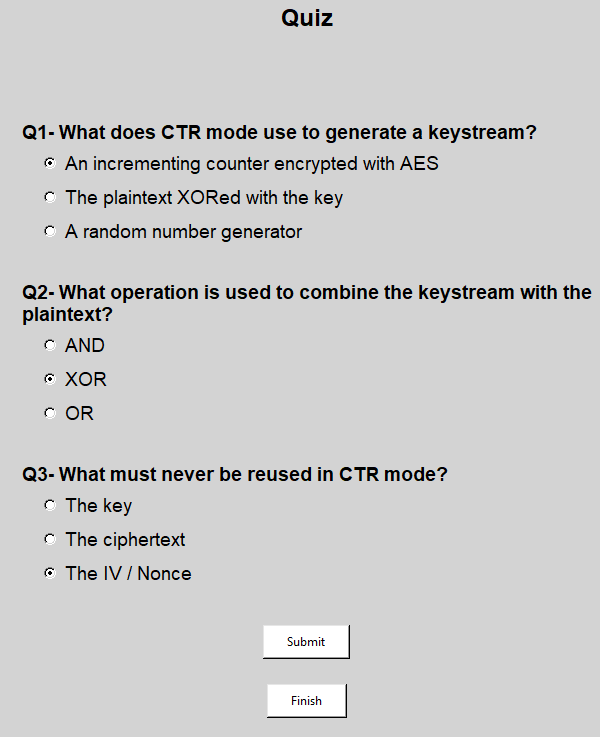 Quiz
Q1- What does CTR mode use to generate a keystream?
An incrementing counter encrypted with AES
The plaintext XORed with the key
A random number generator
Q2- What operation is used to combine the keystream with the
plaintext?
AND
XOR
OR
Q3- What must never be reused in CTR mode?
The key
The ciphertext
The IV / Nonce
Submit
Finish